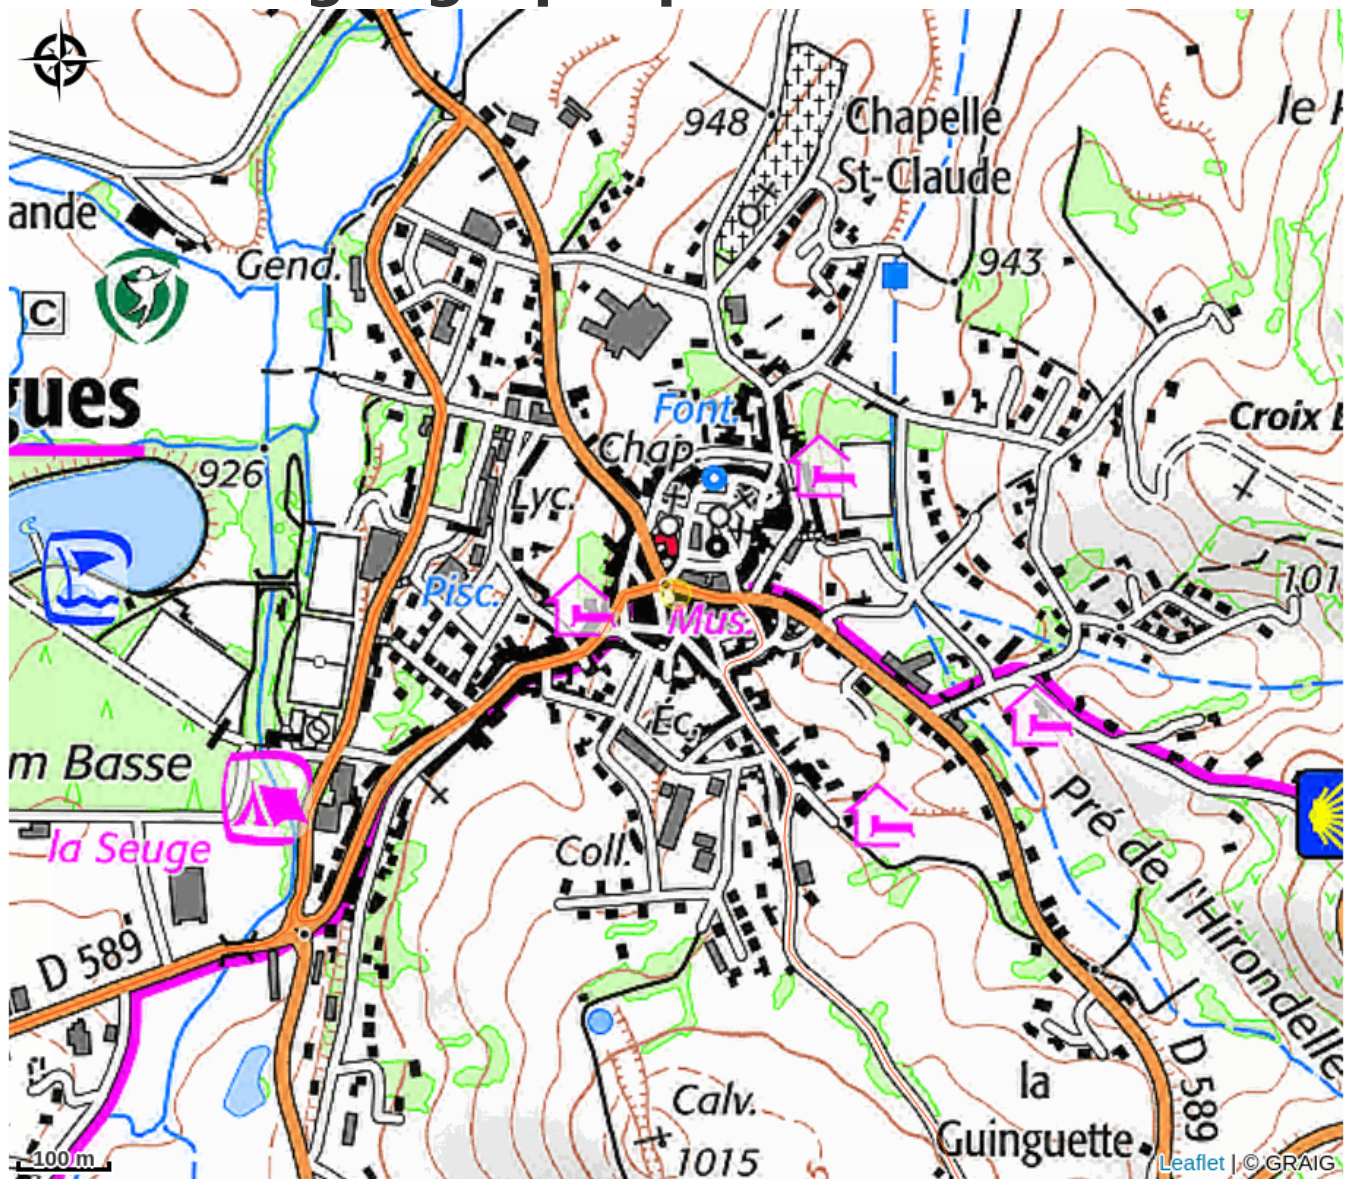 948
Chapelle
St-Claude
ande
Gend.
943
C
gues
Font.
Croix
Chap
926
Lyc.
Pisc.
Mus.
101
Éc.
m Basse
la Seuge
Coll.
Pré de l'Hirondelle
D 589
la
Guinguette
D 589
Calv.
1015
100 m
Leaflet | © GRAIG